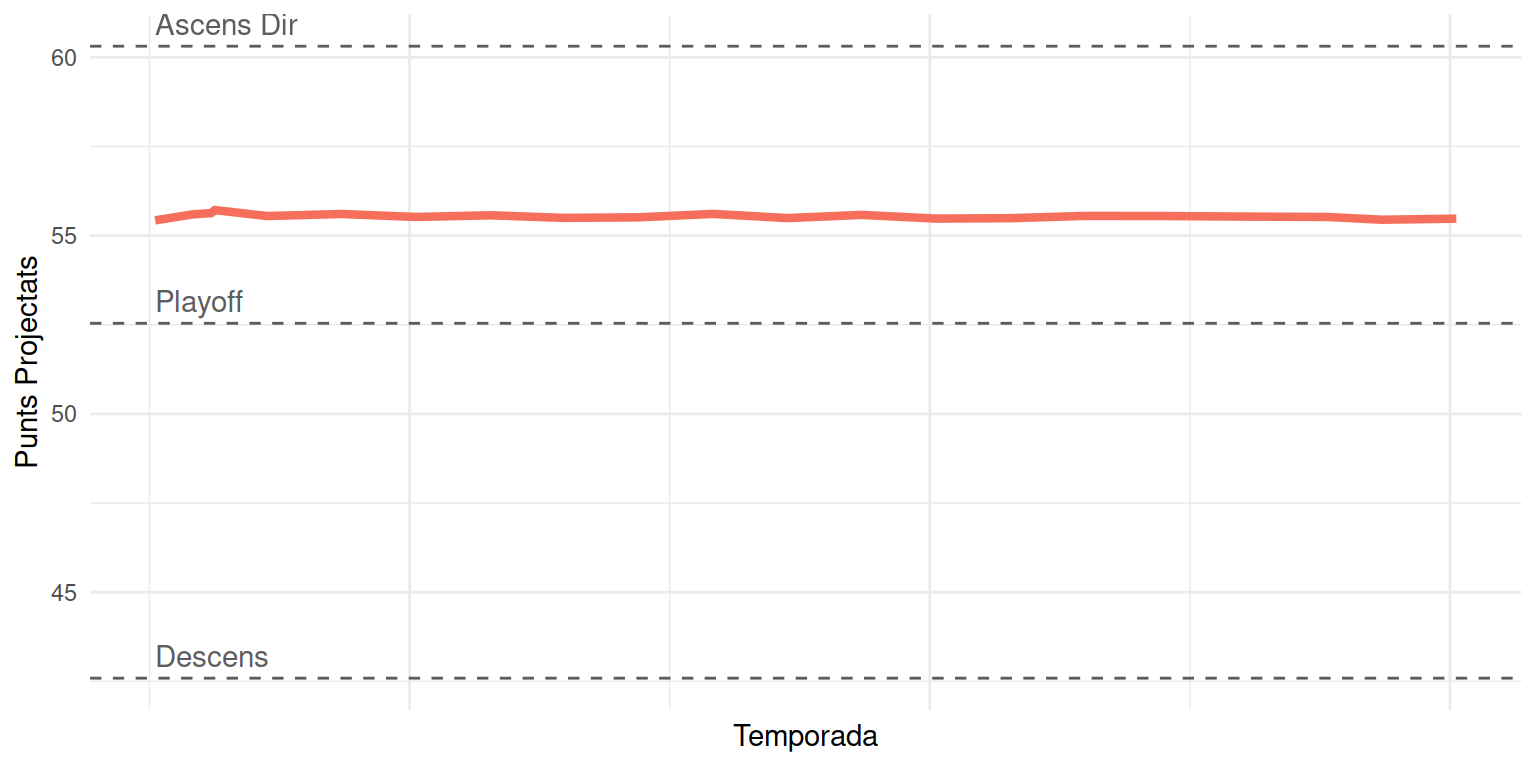 Ascens Dir
60
55
Playoff
50
45
Descens
Punts Projectats
Temporada